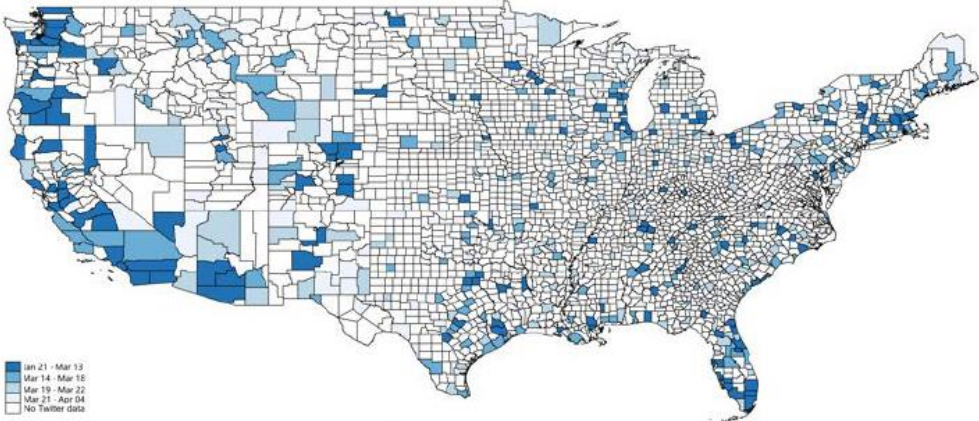 Jan 21 - Mar 13
Mar 14 - Mar 18
Mar 19 - Mar 22
Mar 21 - Apr 04
No Twitter data